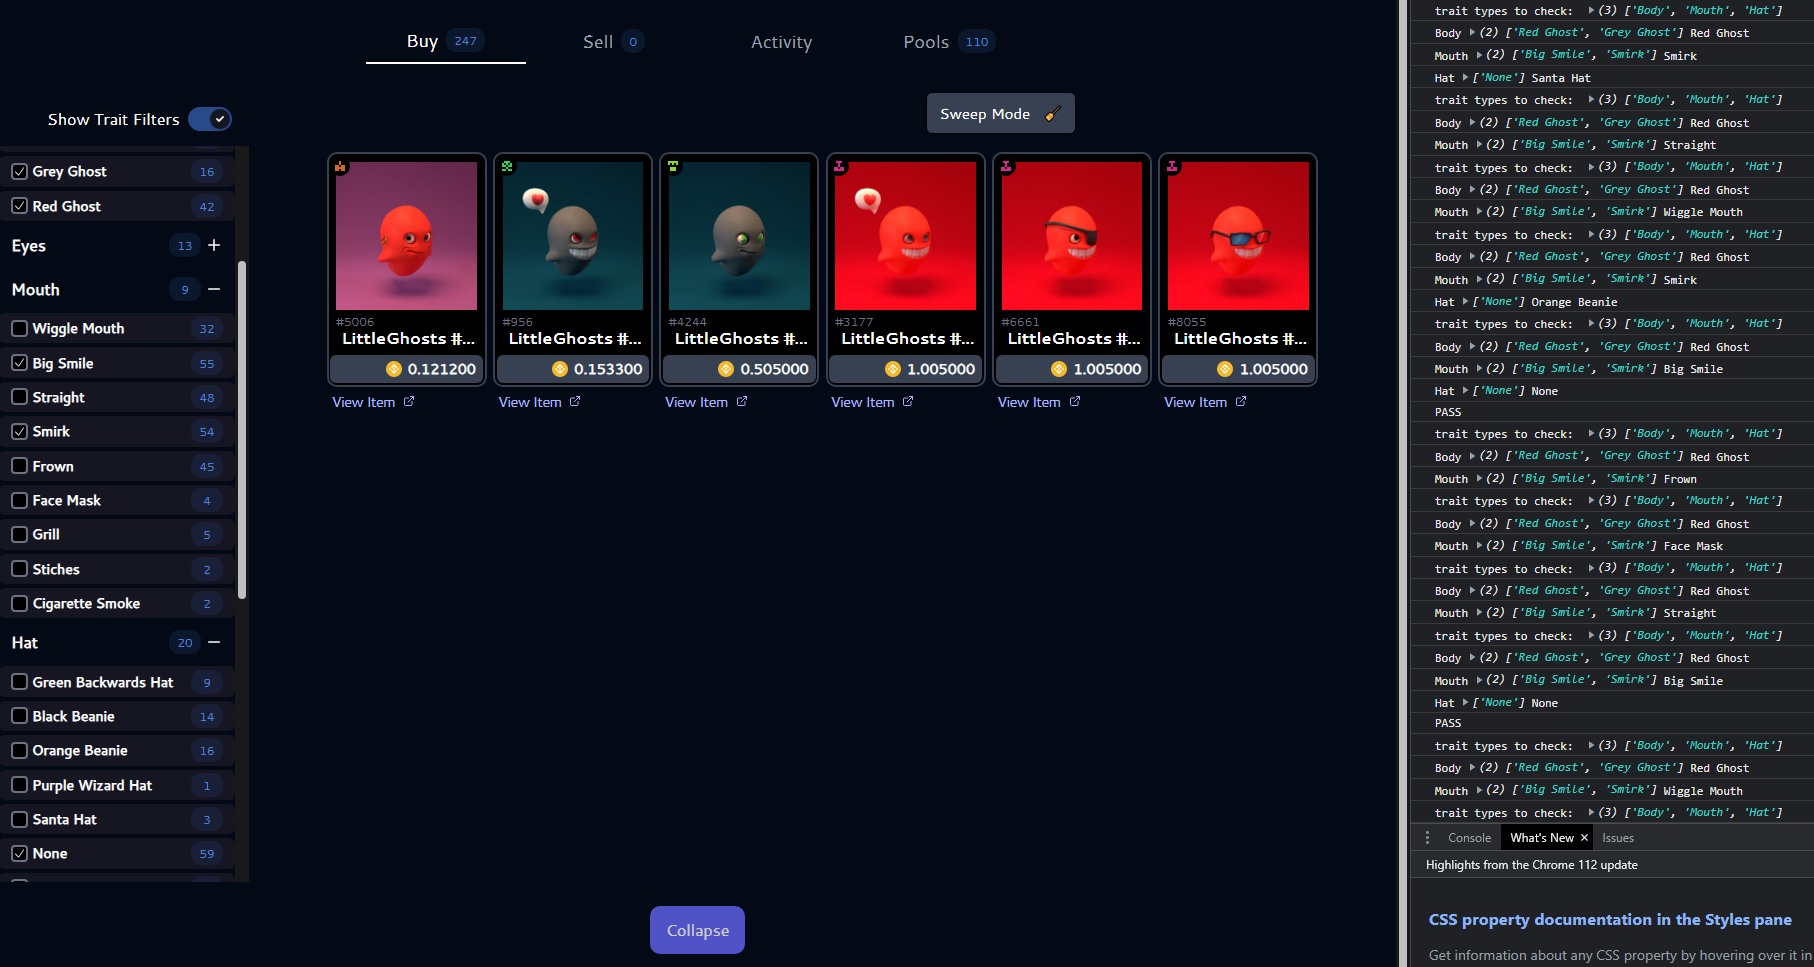 Buy 247
Sell 0
Activity
Pools 110
Show Trait Filters
Sweep Mode
Grey Ghost 16
Red Ghost 42
Eyes 13 +
Mouth 9 −
Wiggle Mouth 32
Big Smile 55
Straight 48
Smirk 54
Frown 45
Face Mask 4
Grill 5
Stiches 2
Cigarette Smoke 2
Hat 20 −
Green Backwards Hat 9
Black Beanie 14
Orange Beanie 16
Purple Wizard Hat 1
Santa Hat 3
None 59
#5006
LittleGhosts #...
0.121200
View Item
#956
LittleGhosts #...
0.153300
View Item
#4244
LittleGhosts #...
0.505000
View Item
#3177
LittleGhosts #...
1.005000
View Item
#6661
LittleGhosts #...
1.005000
View Item
#8055
LittleGhosts #...
1.005000
View Item
Collapse
trait types to check: (3) ['Body', 'Mouth', 'Hat']
Body (2) ['Red Ghost', 'Grey Ghost'] Red Ghost
Mouth (2) ['Big Smile', 'Smirk'] Smirk
Hat ['None'] Santa Hat
trait types to check: (3) ['Body', 'Mouth', 'Hat']
Body (2) ['Red Ghost', 'Grey Ghost'] Red Ghost
Mouth (2) ['Big Smile', 'Smirk'] Straight
trait types to check: (3) ['Body', 'Mouth', 'Hat']
Body (2) ['Red Ghost', 'Grey Ghost'] Red Ghost
Mouth (2) ['Big Smile', 'Smirk'] Wiggle Mouth
trait types to check: (3) ['Body', 'Mouth', 'Hat']
Body (2) ['Red Ghost', 'Grey Ghost'] Red Ghost
Mouth (2) ['Big Smile', 'Smirk'] Smirk
Hat ['None'] Orange Beanie
trait types to check: (3) ['Body', 'Mouth', 'Hat']
Body (2) ['Red Ghost', 'Grey Ghost'] Red Ghost
Mouth (2) ['Big Smile', 'Smirk'] Big Smile
Hat ['None'] None
PASS
trait types to check: (3) ['Body', 'Mouth', 'Hat']
Body (2) ['Red Ghost', 'Grey Ghost'] Red Ghost
Mouth (2) ['Big Smile', 'Smirk'] Frown
trait types to check: (3) ['Body', 'Mouth', 'Hat']
Body (2) ['Red Ghost', 'Grey Ghost'] Red Ghost
Mouth (2) ['Big Smile', 'Smirk'] Face Mask
trait types to check: (3) ['Body', 'Mouth', 'Hat']
Body (2) ['Red Ghost', 'Grey Ghost'] Red Ghost
Mouth (2) ['Big Smile', 'Smirk'] Straight
trait types to check: (3) ['Body', 'Mouth', 'Hat']
Body (2) ['Red Ghost', 'Grey Ghost'] Red Ghost
Mouth (2) ['Big Smile', 'Smirk'] Big Smile
Hat ['None'] None
PASS
trait types to check: (3) ['Body', 'Mouth', 'Hat']
Body (2) ['Red Ghost', 'Grey Ghost'] Red Ghost
Mouth (2) ['Big Smile', 'Smirk'] Wiggle Mouth
trait types to check: (3) ['Body', 'Mouth', 'Hat']
Console What's New × Issues
Highlights from the Chrome 112 update
CSS property documentation in the Styles pane
Get information about any CSS property by hovering over it in